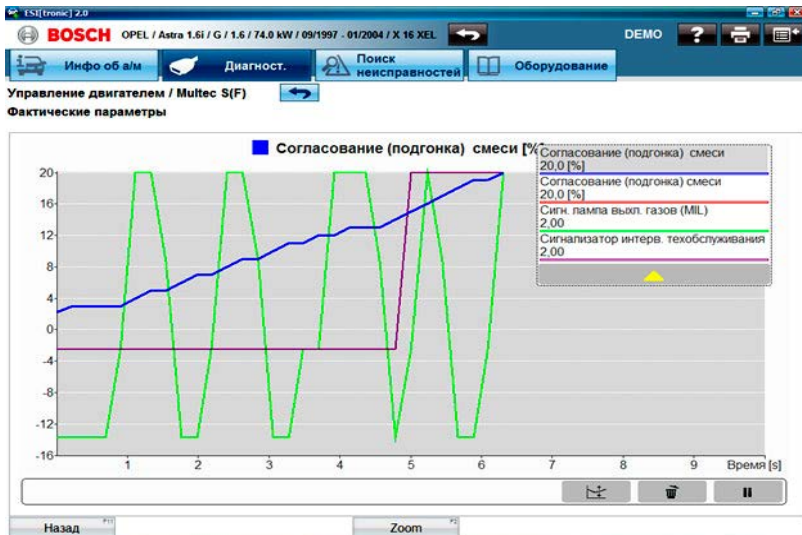 ESI[tronic] 2.0
BOSCH OPEL / Astra 1.6i / G / 1.6 / 74.0 kW / 09/1997 - 01/2004 / X 16 XEL DEMO ?
Инфо об а/м Диагност. Поиск неисправностей Оборудование
Управление двигателем / Multec S(F)
Фактические параметры
Согласование (подгонка) смеси [%]
Согласование (подгонка) смеси
20,0 [%]
Согласование (подгонка) смеси
20,0 [%]
Сигн. лампа выхл. газов (MIL)
2,00
Сигнализатор интерв. техобслуживания
2,00
20
16
12
8
4
0
-4
-8
-12
-16
1 2 3 4 5 6 7 8 9 Время [s]
Назад F11 Zoom F2